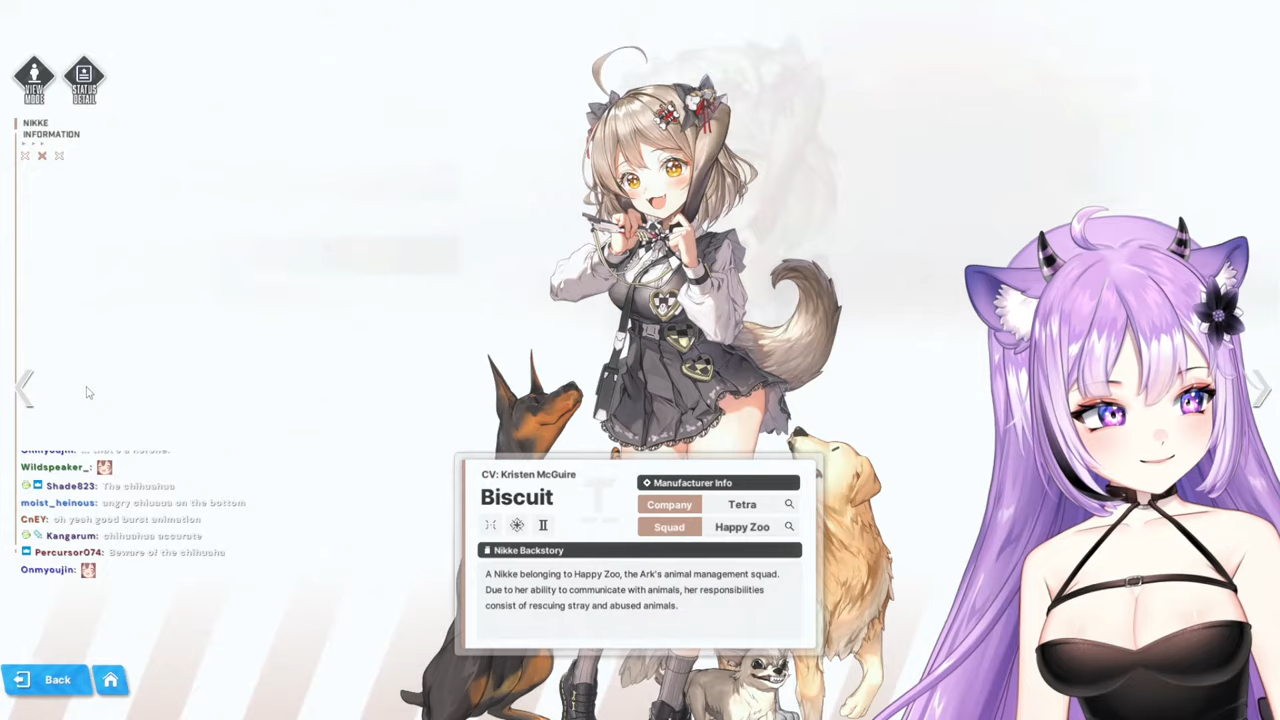 VIEW
MODE
STATUS
DETAIL
NIKKE
INFORMATION
Wildspeaker_:
Shade823: The chihuahua
moist_heinous: angry chiuaua on the bottom
CnEY: oh yeah good burst animation
Kangarum: chihuahua accurate
Percursor074: Beware of the chihuaha
Onmyoujin:
Back
CV: Kristen McGuire
Biscuit
II
Manufacturer Info
Company Tetra
Squad Happy Zoo
Nikke Backstory
A Nikke belonging to Happy Zoo, the Ark's animal management squad.
Due to her ability to communicate with animals, her responsibilities
consist of rescuing stray and abused animals.